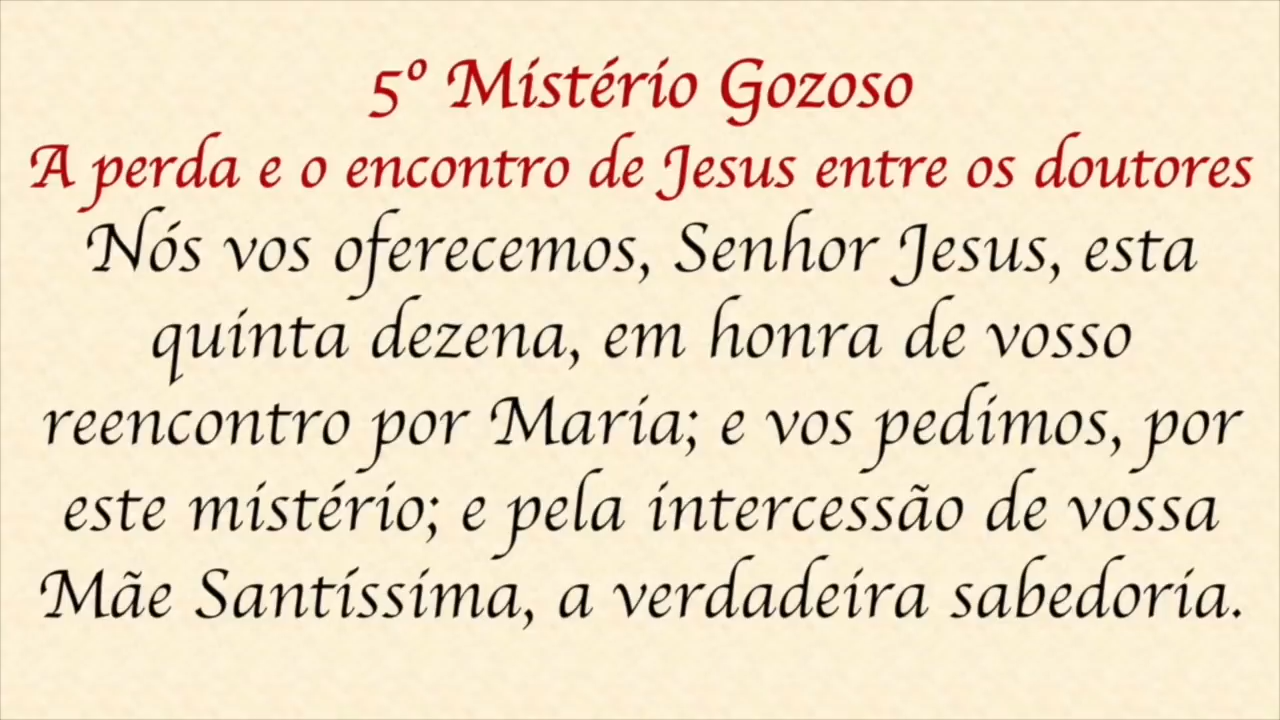 5º Mistério Gozoso
A perda e o encontro de Jesus entre os doutores
Nós vos oferecemos, Senhor Jesus, esta
quinta dezena, em honra de vosso
reencontro por Maria; e vos pedimos, por
este mistério; e pela intercessão de vossa
Mãe Santíssima, a verdadeira sabedoria.